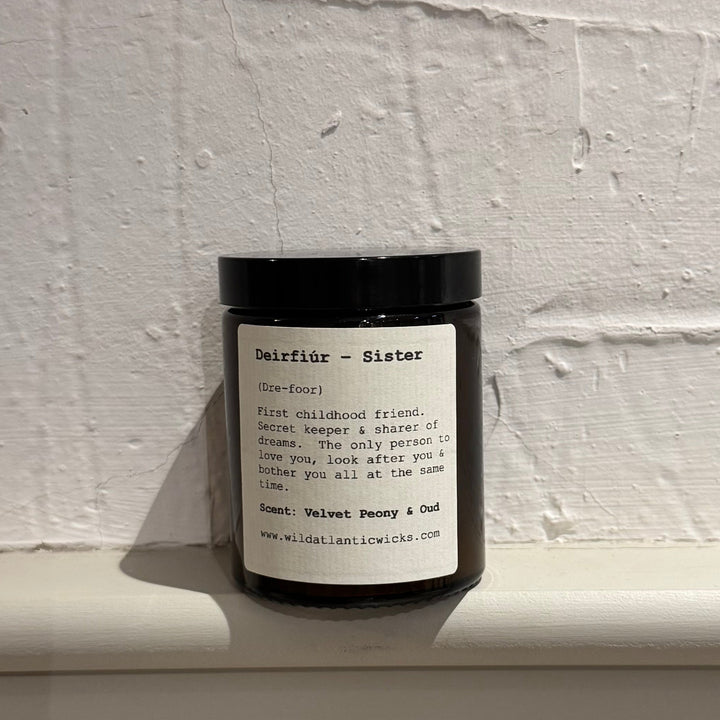 Deirfiúr - Sister
(Dre-foor)
First childhood friend.
Secret keeper & sharer of
dreams. The only person to
love you, look after you &
bother you all at the same
time.
Scent: Velvet Peony & Oud
www.wildatlanticwicks.com